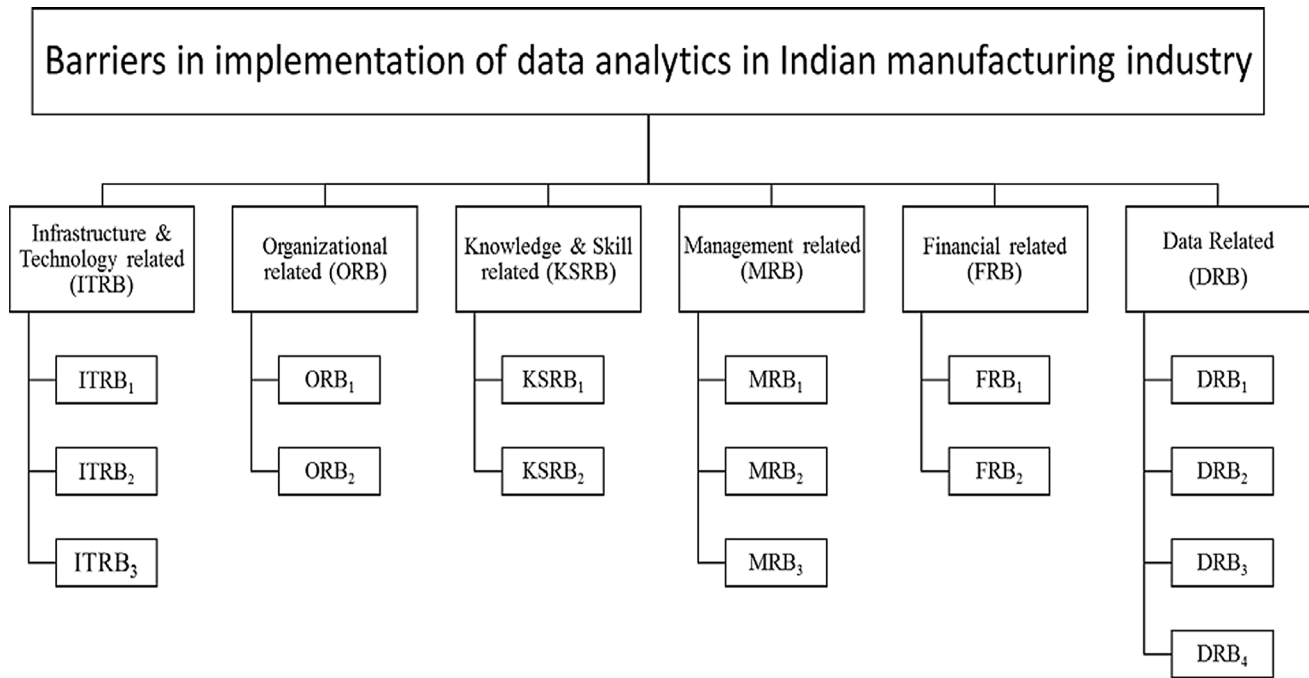 Barriers in implementation of data analytics in Indian manufacturing industry
Infrastructure &
Technology related
(ITRB)
Organizational
related (ORB)
Knowledge & Skill
related (KSRB)
Management related
(MRB)
Financial related
(FRB)
Data Related
(DRB)
ITRB₁
ITRB₂
ITRB₃
ORB₁
ORB₂
KSRB₁
KSRB₂
MRB₁
MRB₂
MRB₃
FRB₁
FRB₂
DRB₁
DRB₂
DRB₃
DRB₄